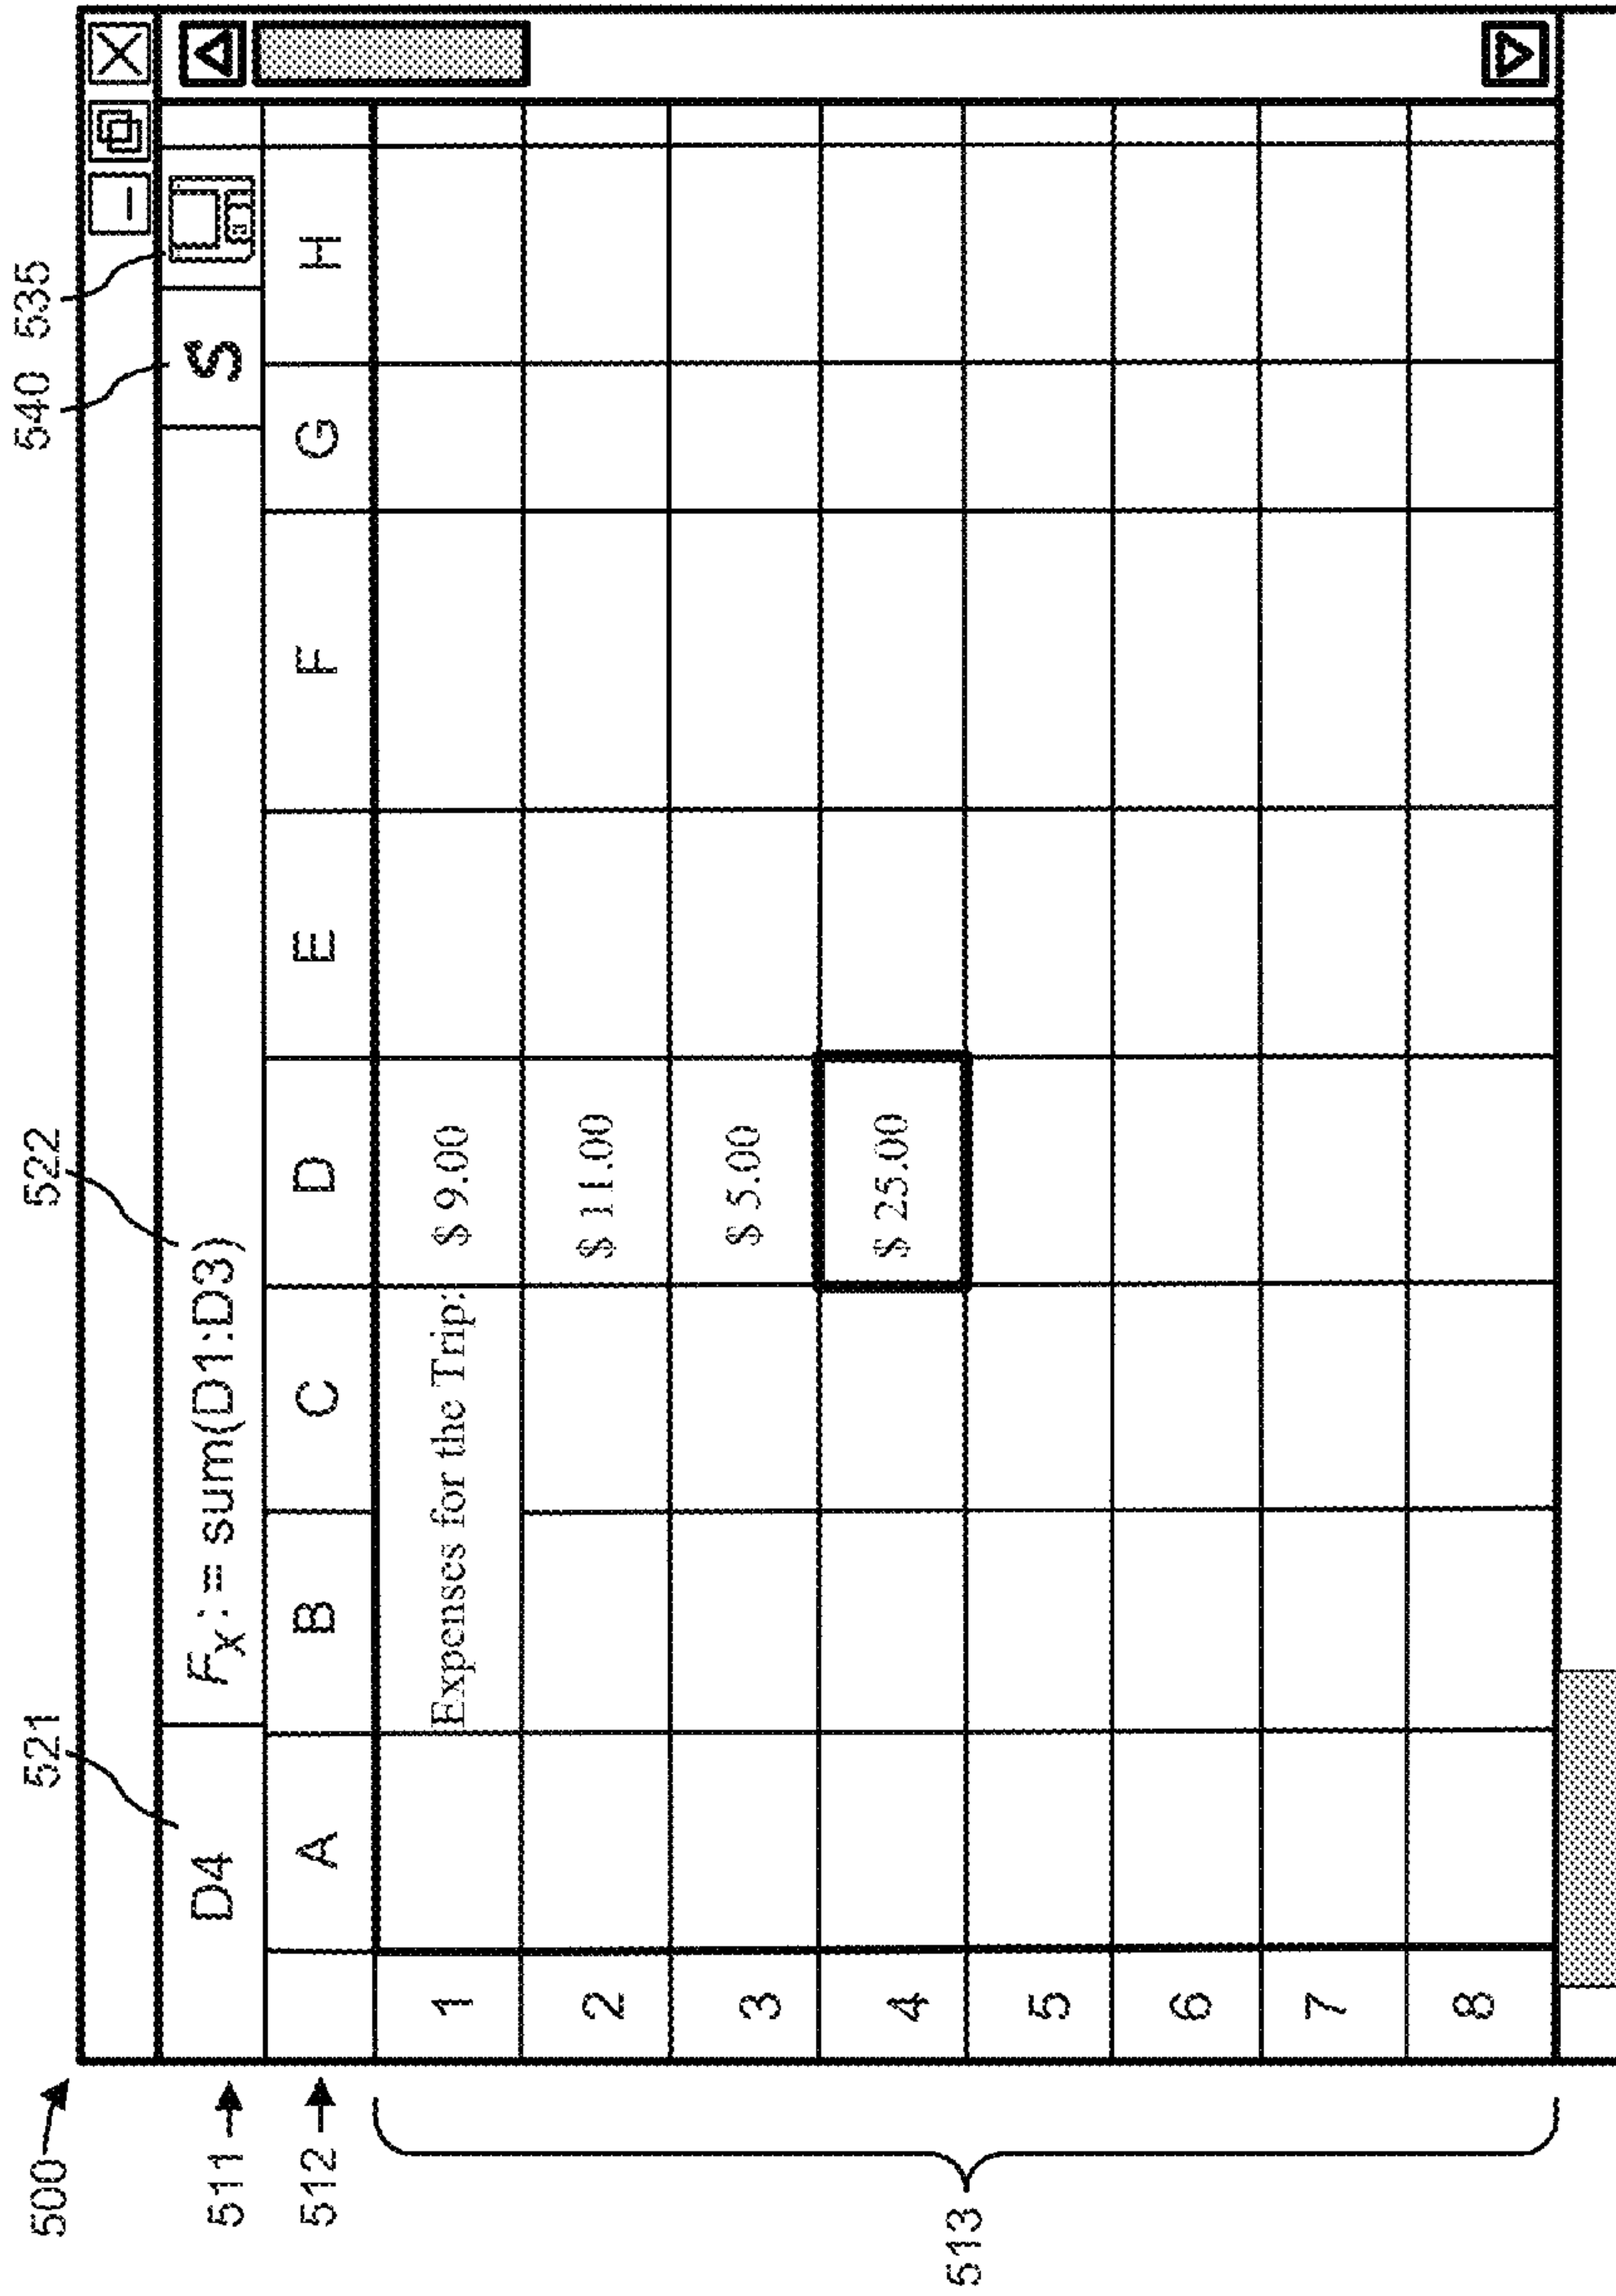 521 522 540 535
500
511 D4 Fx: = sum(D1:D3) S
512 A B C D E F G H
1 Expenses for the Trip: $ 9.00
2 $ 11.00
3 $ 5.00
4 $ 25.00
5
6
7
8
513